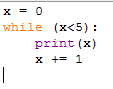 x = 0
while (x<5):
    print(x)
    x += 1